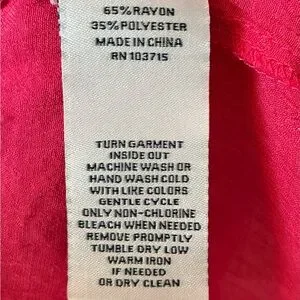 65% RAYON
35% POLYESTER
MADE IN CHINA
RN 103715
TURN GARMENT
INSIDE OUT
MACHINE WASH OR
HAND WASH COLD
WITH LIKE COLORS
GENTLE CYCLE
ONLY NON-CHLORINE
BLEACH WHEN NEEDED
REMOVE PROMPTLY
TUMBLE DRY LOW
WARM IRON
IF NEEDED
OR DRY CLEAN